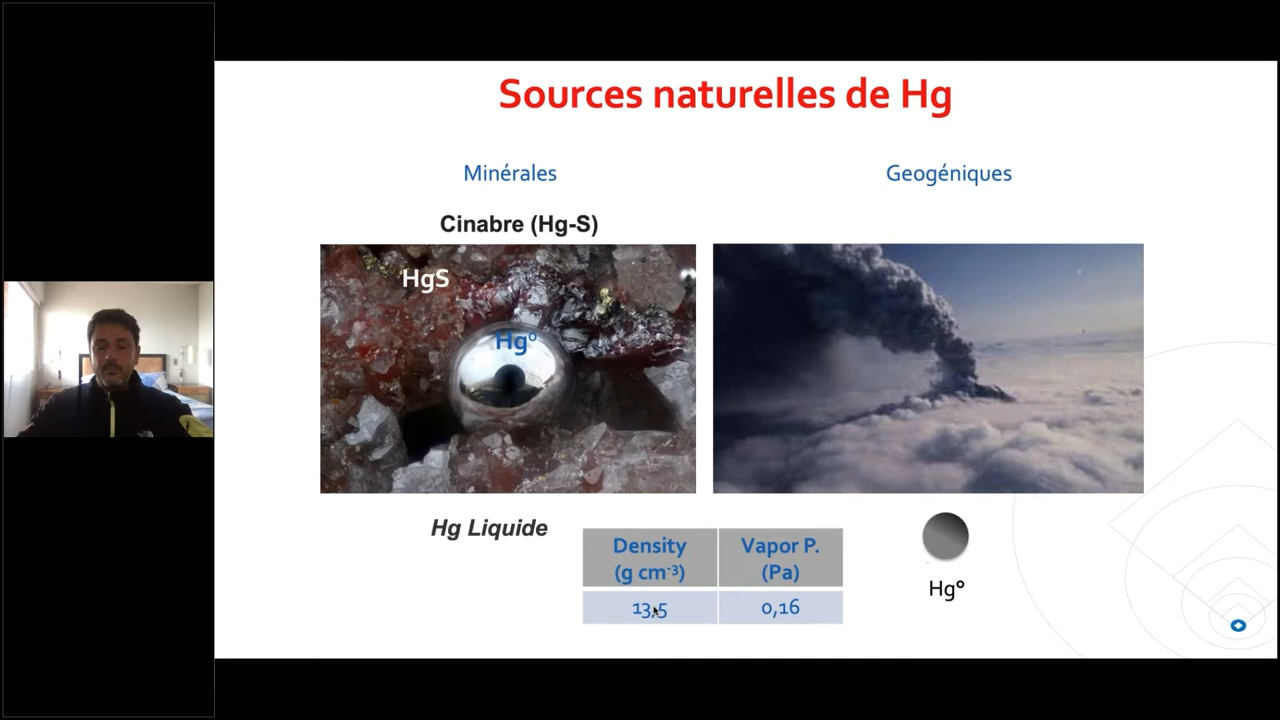 Sources naturelles de Hg
Minérales
Geogéniques
Cinabre (Hg-S)
HgS
Hg⁰
Hg Liquide
Density
(g cm⁻³)
Vapor P.
(Pa)
13,5
0,16
Hg°